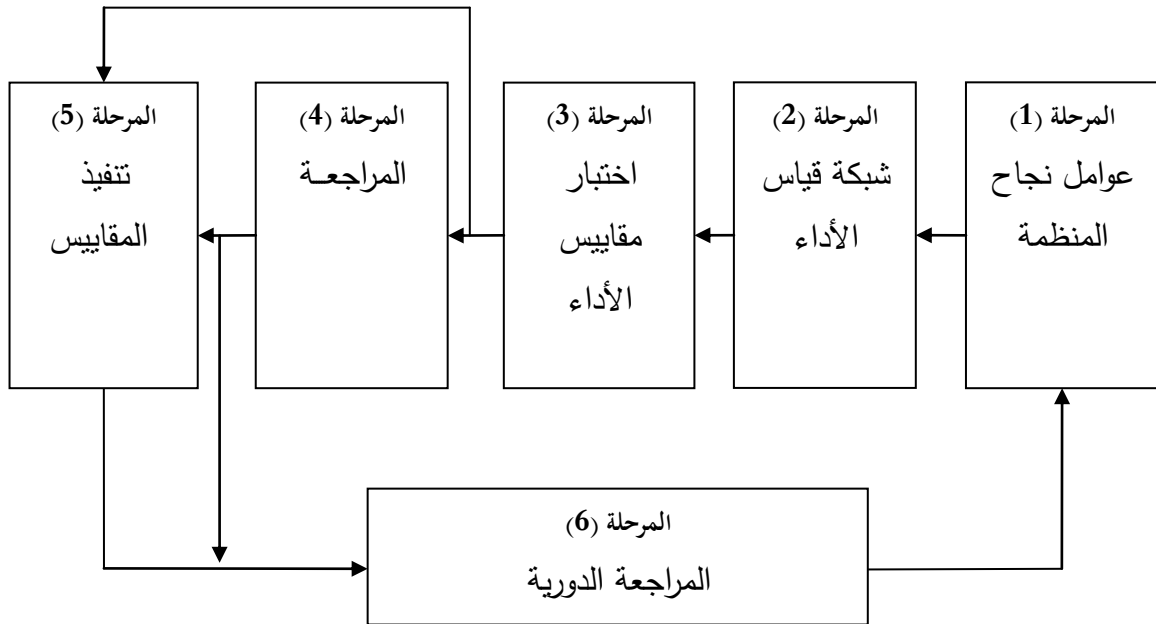 المرحلة (1)
عوامل نجاح
المنظمة
المرحلة (2)
شبكة قياس
الأداء
المرحلة (3)
اختبار
مقاييس
الأداء
المرحلة (4)
المراجعــة
المرحلة (5)
تنفيذ
المقاييس
المرحلة (6)
المراجعة الدورية